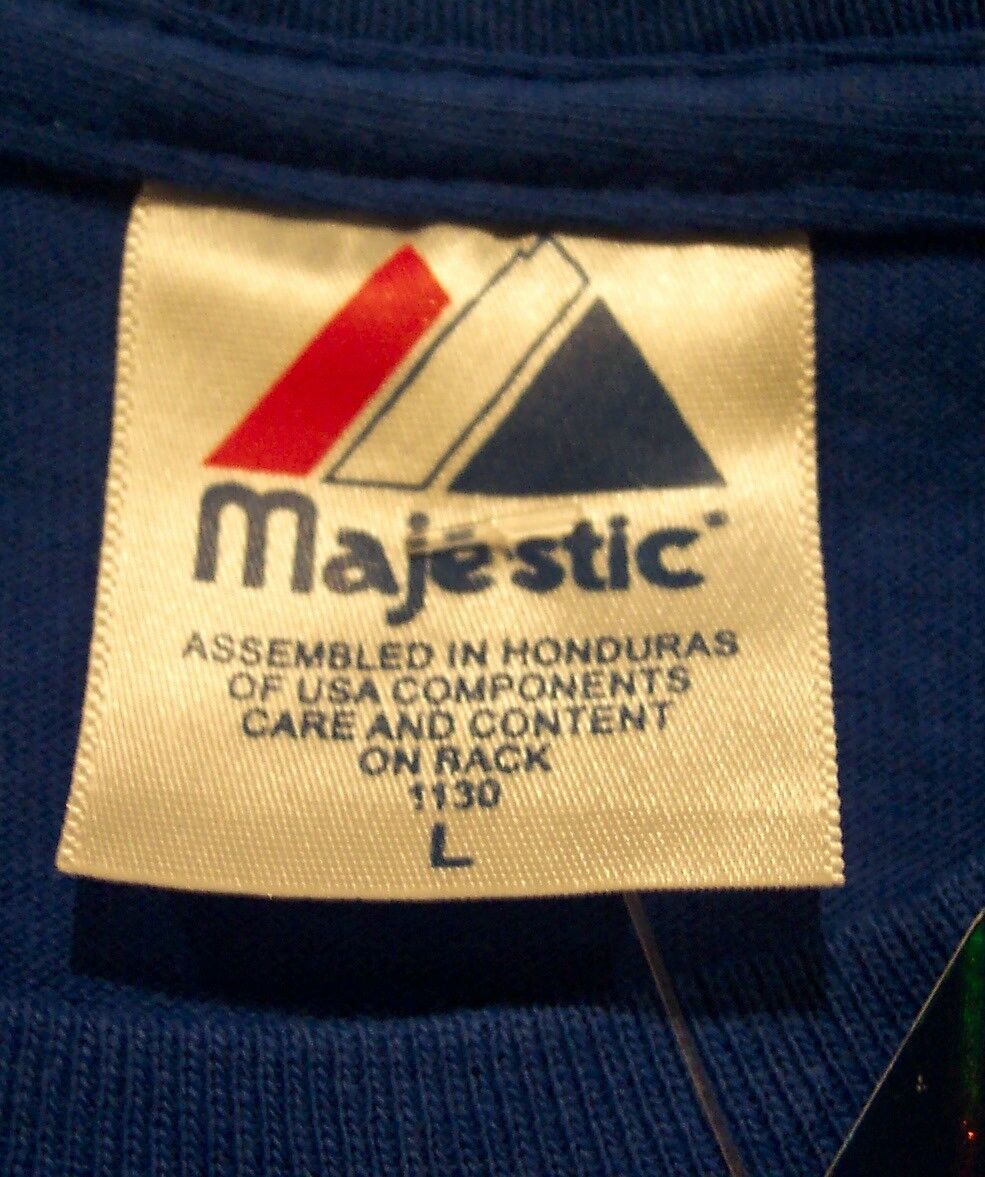 Majestic
ASSEMBLED IN HONDURAS
OF USA COMPONENTS
CARE AND CONTENT
ON RACK
1130
L